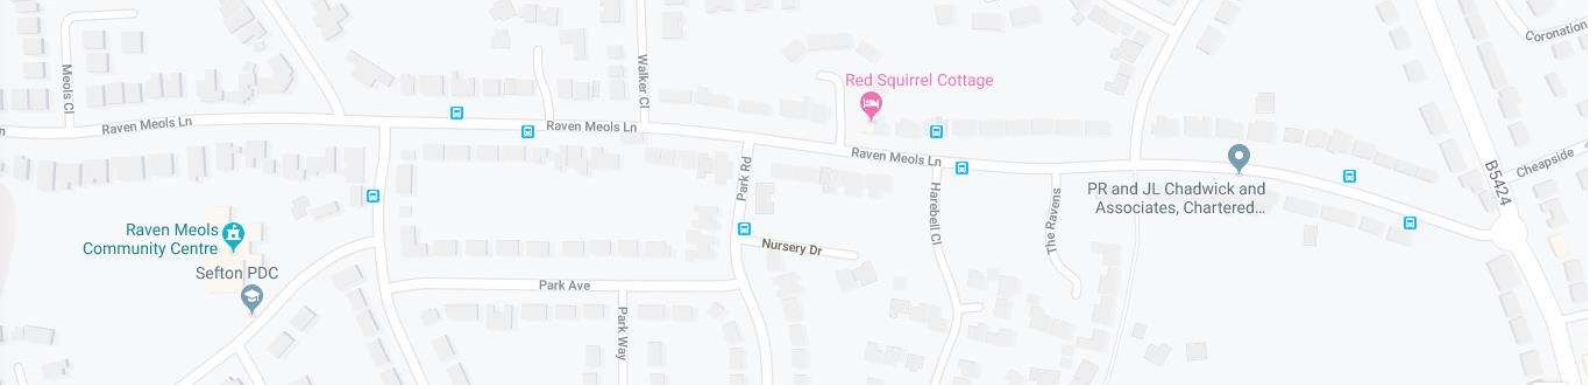 Coronation
Red Squirrel Cottage
Meols Cl
Walker Cl
Raven Meols Ln
Raven Meols Ln
Raven Meols Ln
Cheapside
B5424
Park Rd
PR and JL Chadwick and
Associates, Chartered...
Harebell Cl
The Ravens
Raven Meols
Community Centre
Nursery Dr
Sefton PDC
Park Ave
Park Way